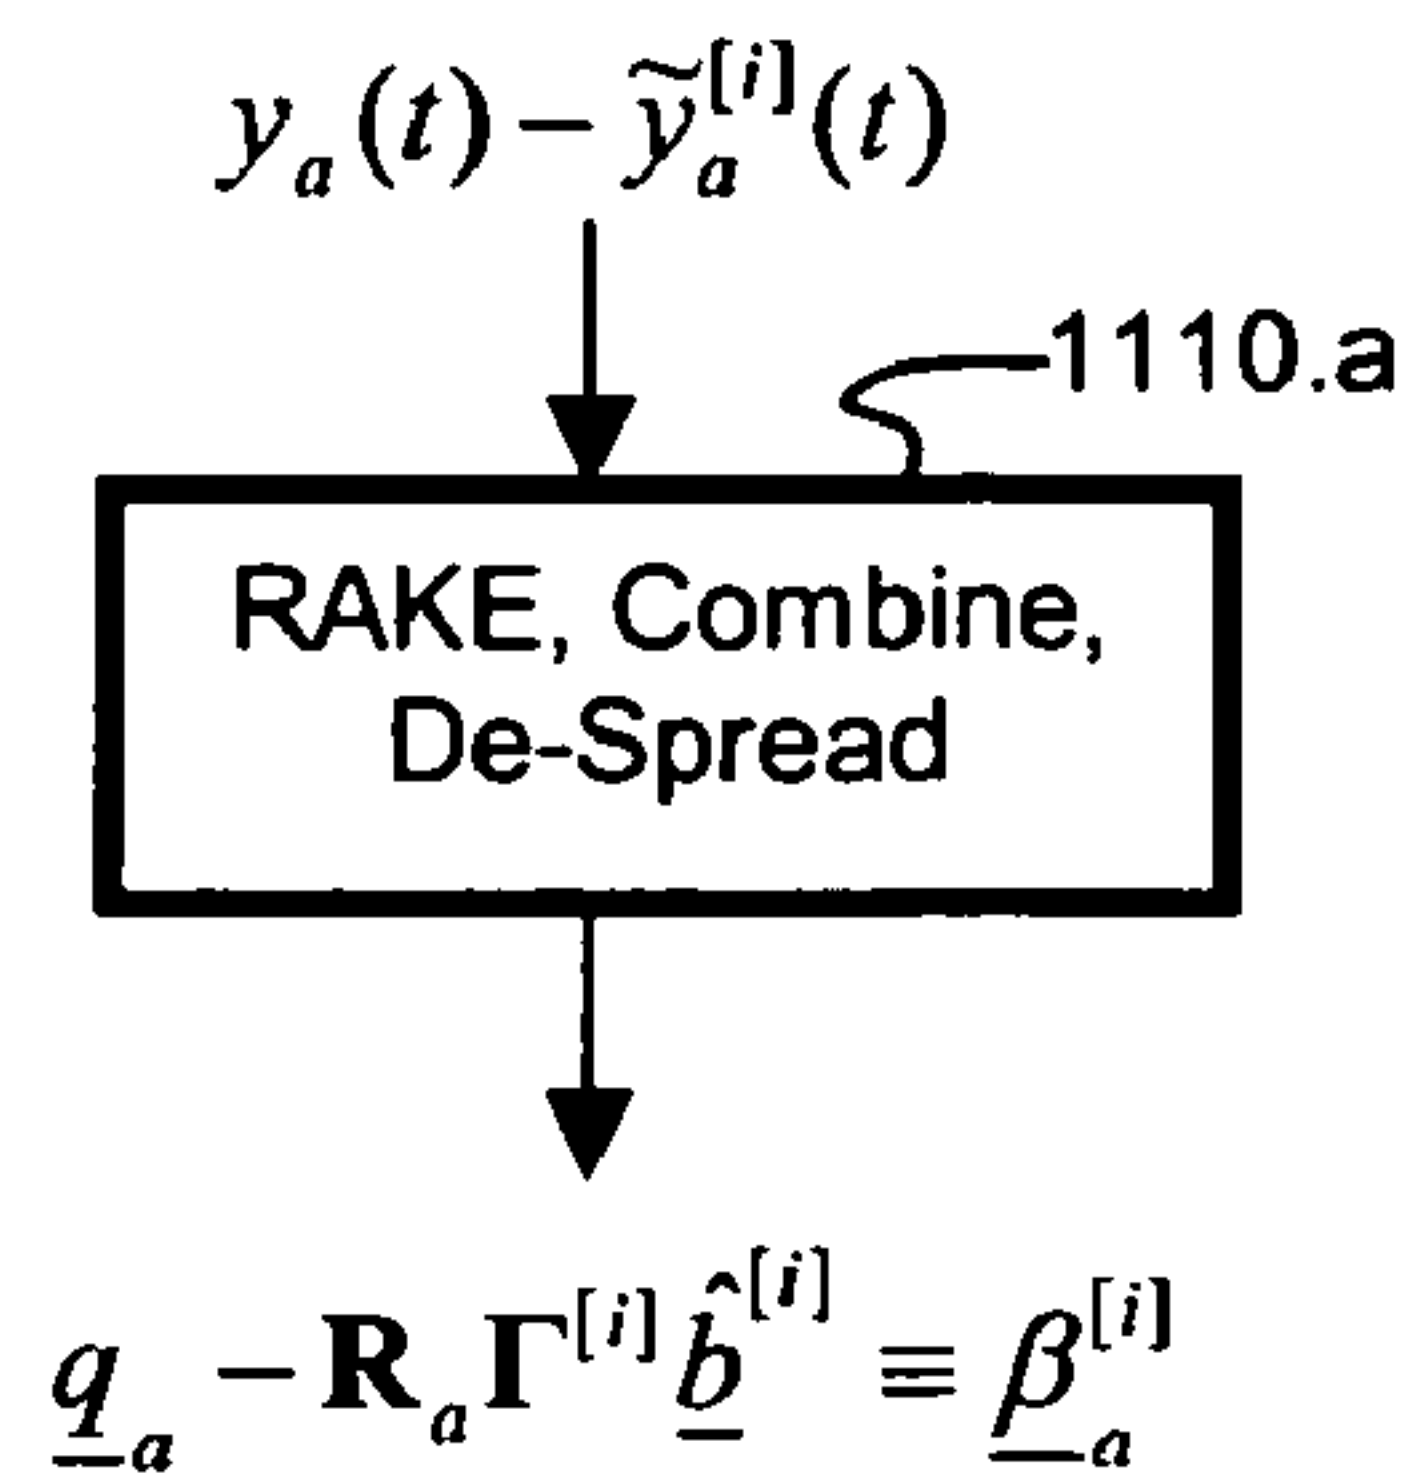 y_a(t) − ỹ_a^[i](t)
1110.a
RAKE, Combine,
De-Spread
q_a − R_a Γ^[i] b̂^[i] ≡ β_a^[i]